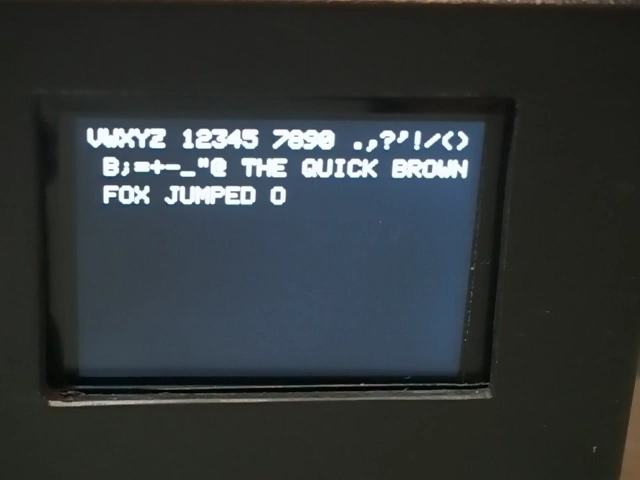 VWXYZ 12345 7890 .,?'!/()
B;=+-_"@ THE QUICK BROWN
FOX JUMPED O